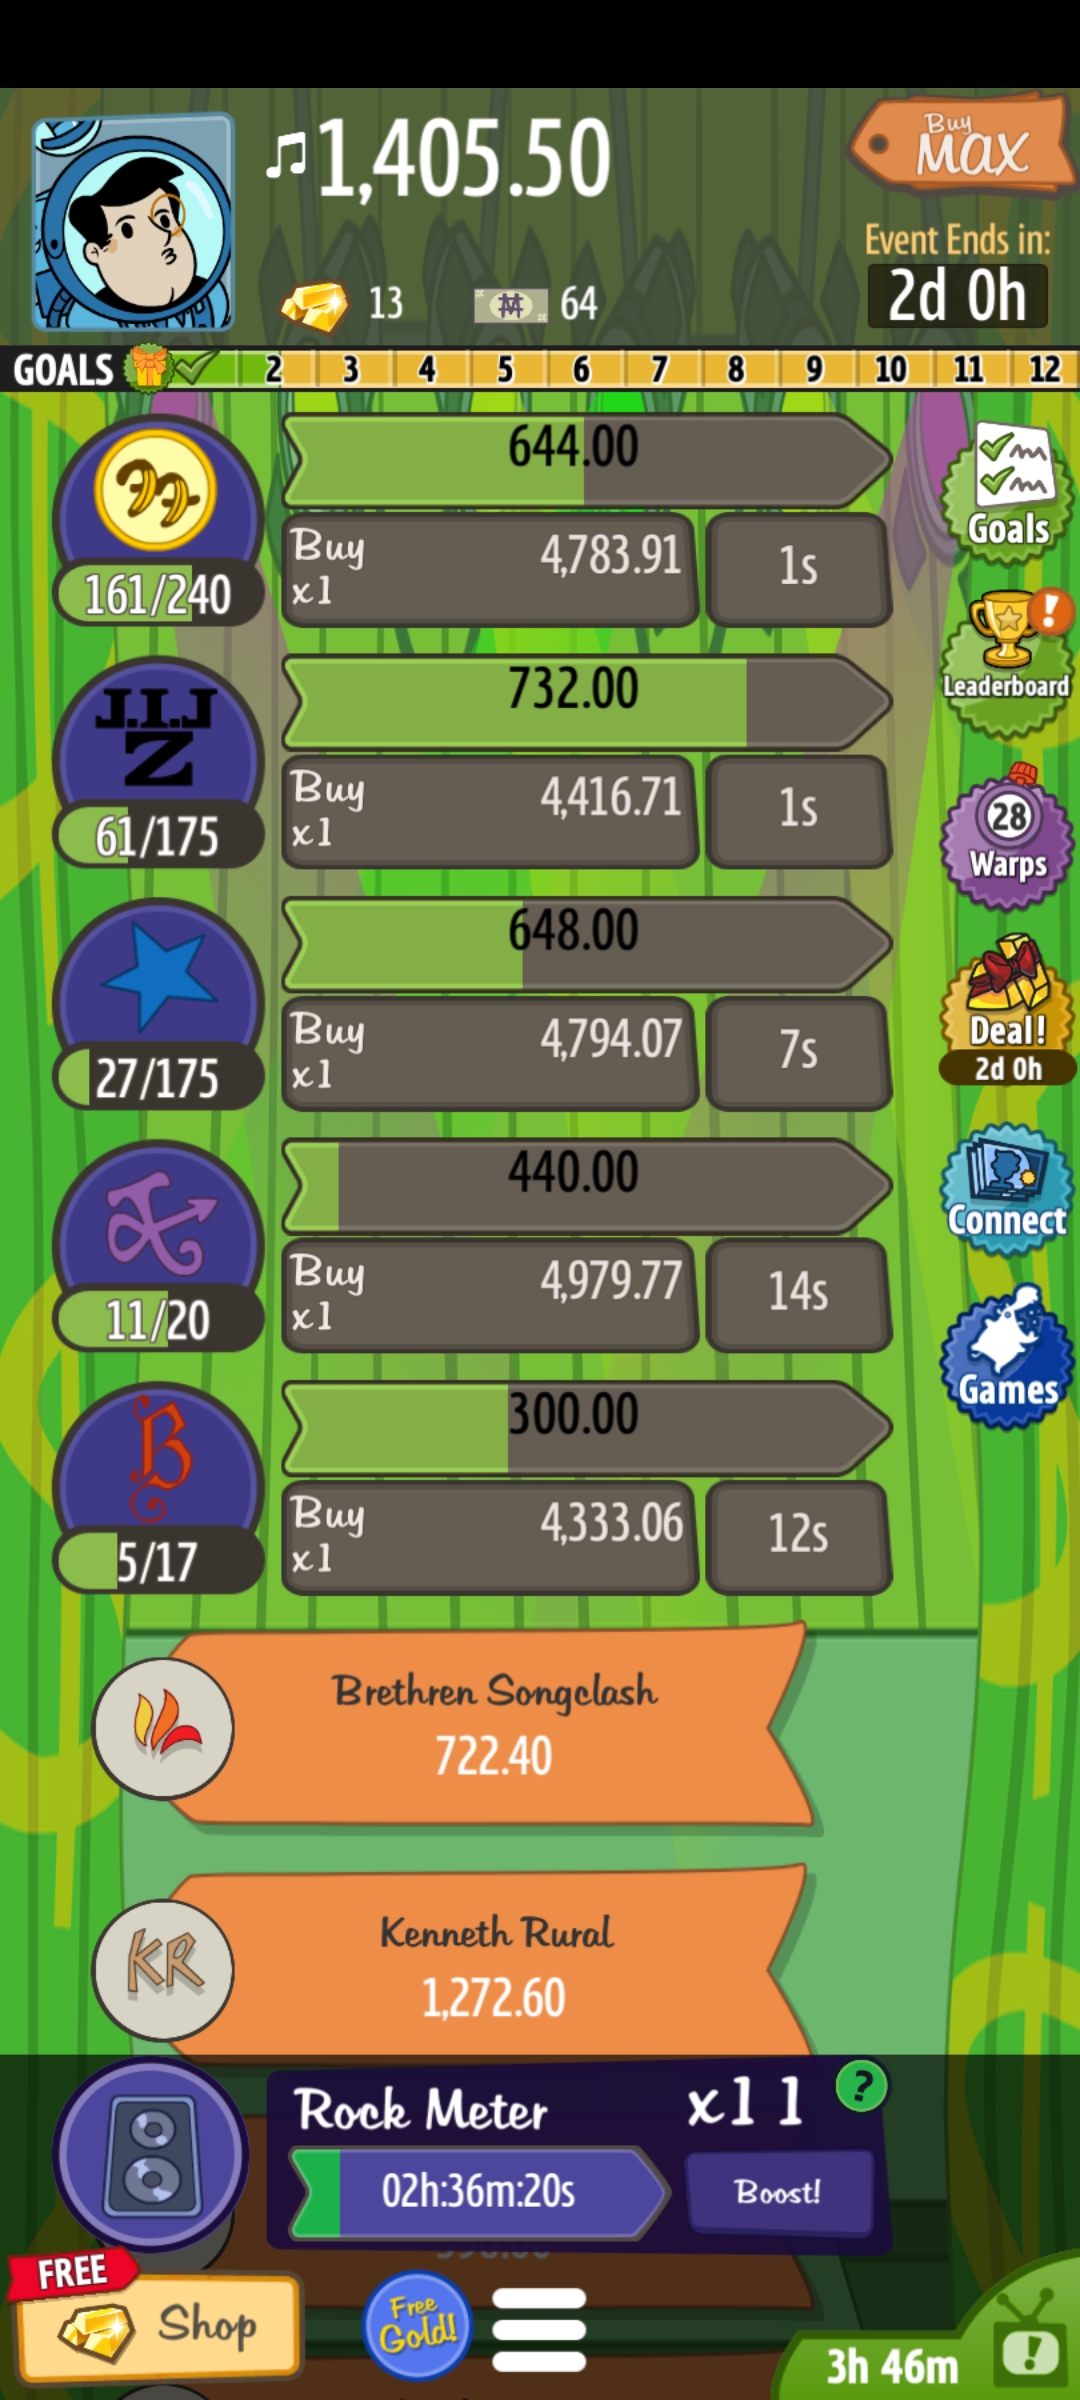 ♫1,405.50
Buy
MAX
Event Ends in:
2d 0h
13
64
GOALS 2 3 4 5 6 7 8 9 10 11 12
644.00
Buy
x1
4,783.91
1s
161/240
Goals
J.I.J
Z
732.00
Buy
x1
4,416.71
1s
61/175
Leaderboard
!
648.00
Buy
x1
4,794.07
7s
27/175
28
Warps
Deal!
2d 0h
440.00
Buy
x1
4,979.77
14s
11/20
Connect
B
300.00
Buy
x1
4,333.06
12s
5/17
Games
Brethren Songclash
722.40
KR
Kenneth Rural
1,272.60
Rock Meter
x11
?
02h:36m:20s
Boost!
FREE
Shop
Free
Gold!
3h 46m
!